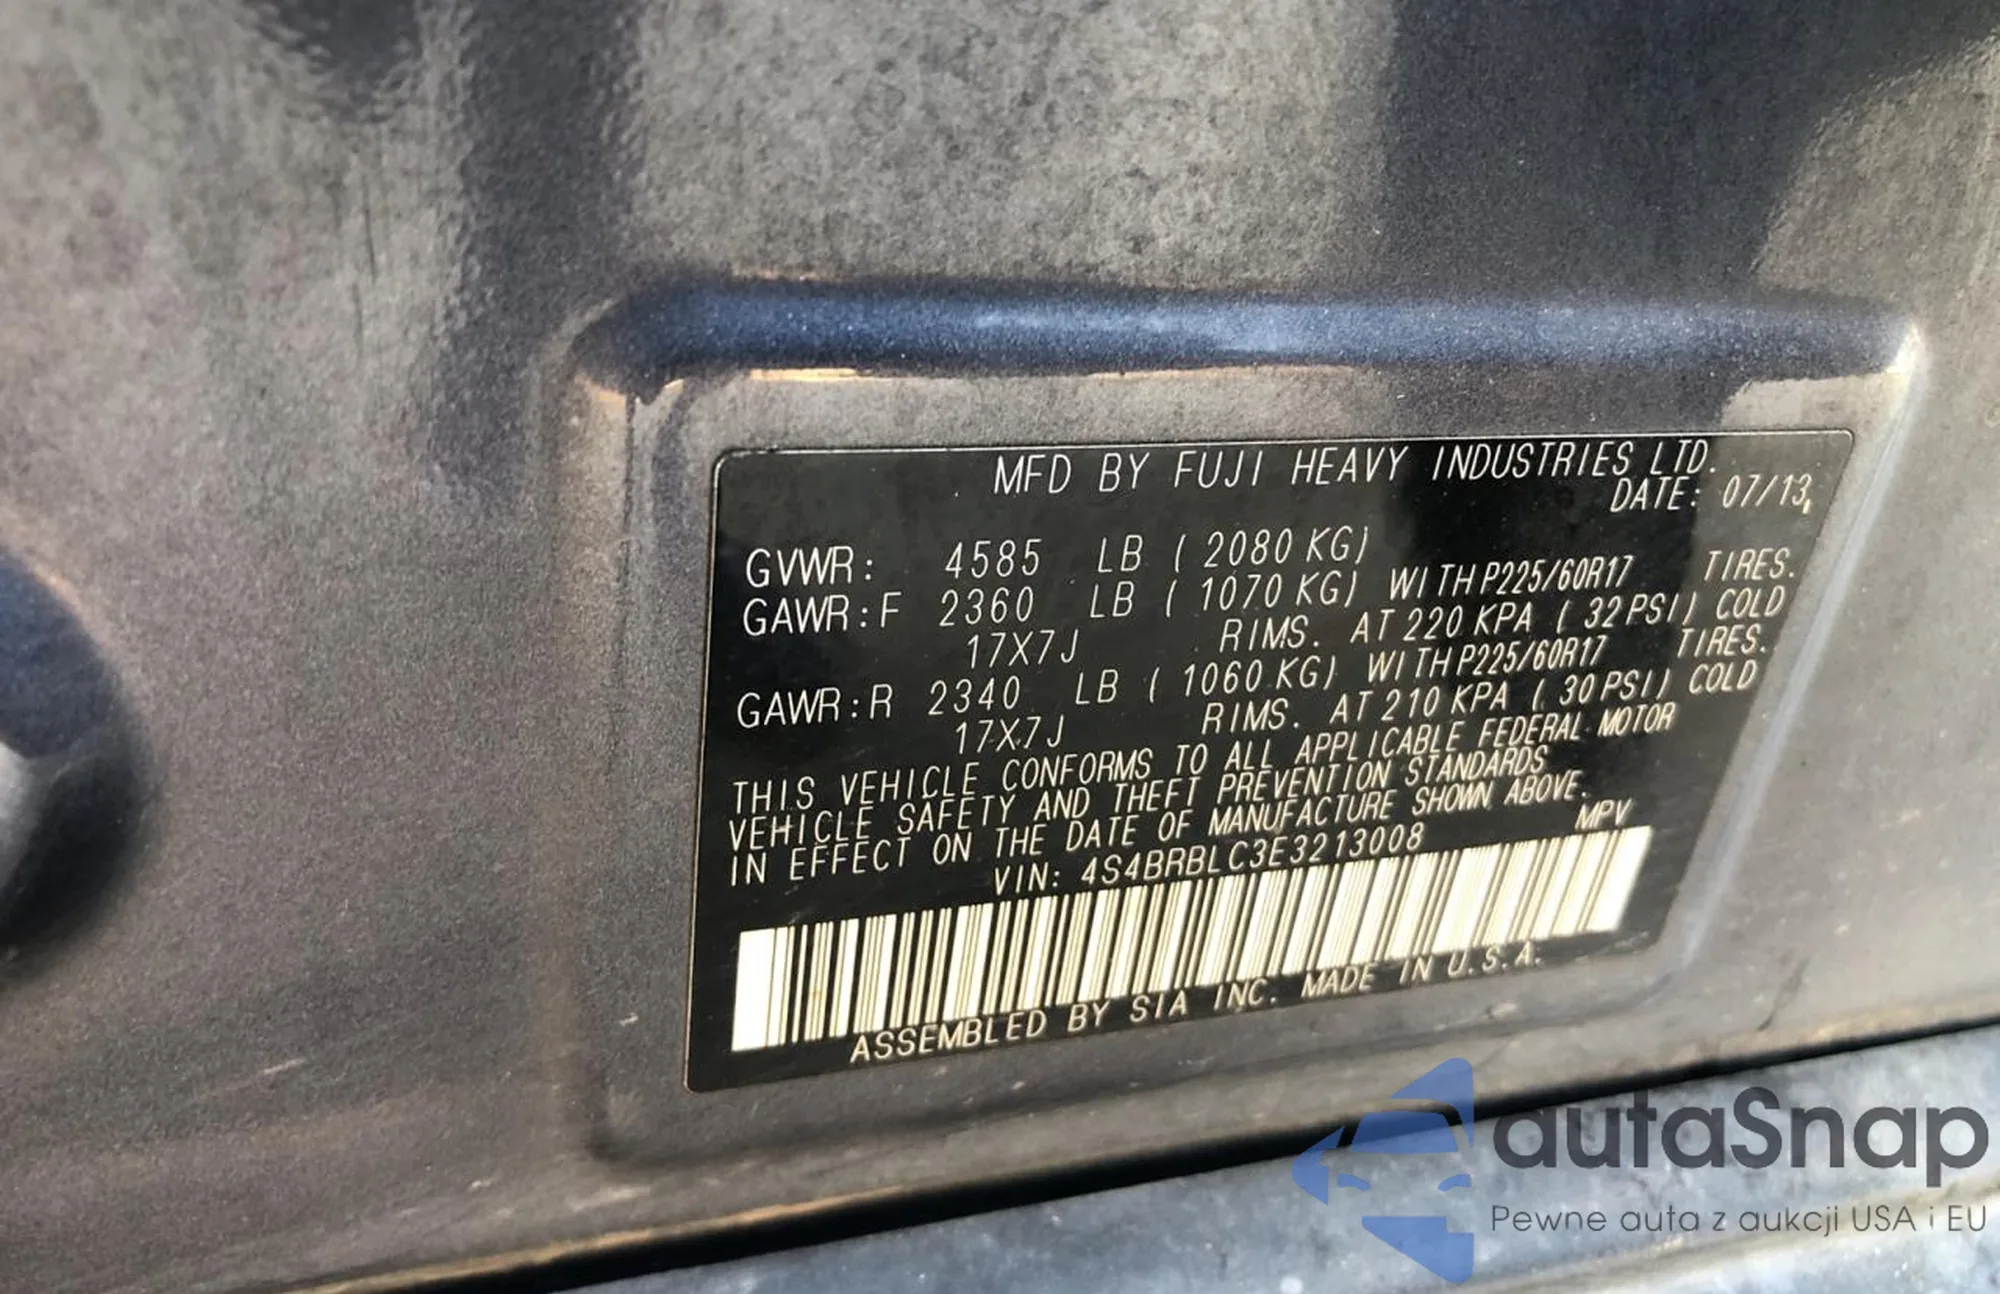 MFD BY FUJI HEAVY INDUSTRIES LTD.
DATE: 07/13
GVWR: 4585 LB (2080 KG)
GAWR:F 2360 LB (1070 KG) WITH P225/60R17 TIRES.
17X7J RIMS. AT 220 KPA (32 PSI) COLD
GAWR:R 2340 LB (1060 KG) WITH P225/60R17 TIRES.
17X7J RIMS. AT 210 KPA (30 PSI) COLD
THIS VEHICLE CONFORMS TO ALL APPLICABLE FEDERAL MOTOR
VEHICLE SAFETY AND THEFT PREVENTION STANDARDS
IN EFFECT ON THE DATE OF MANUFACTURE SHOWN ABOVE.
VIN: 4S4BRBLC3E3213008 MPV
ASSEMBLED BY SIA INC. MADE IN U.S.A.
autaSnap
Pewne auta z aukcji USA i EU